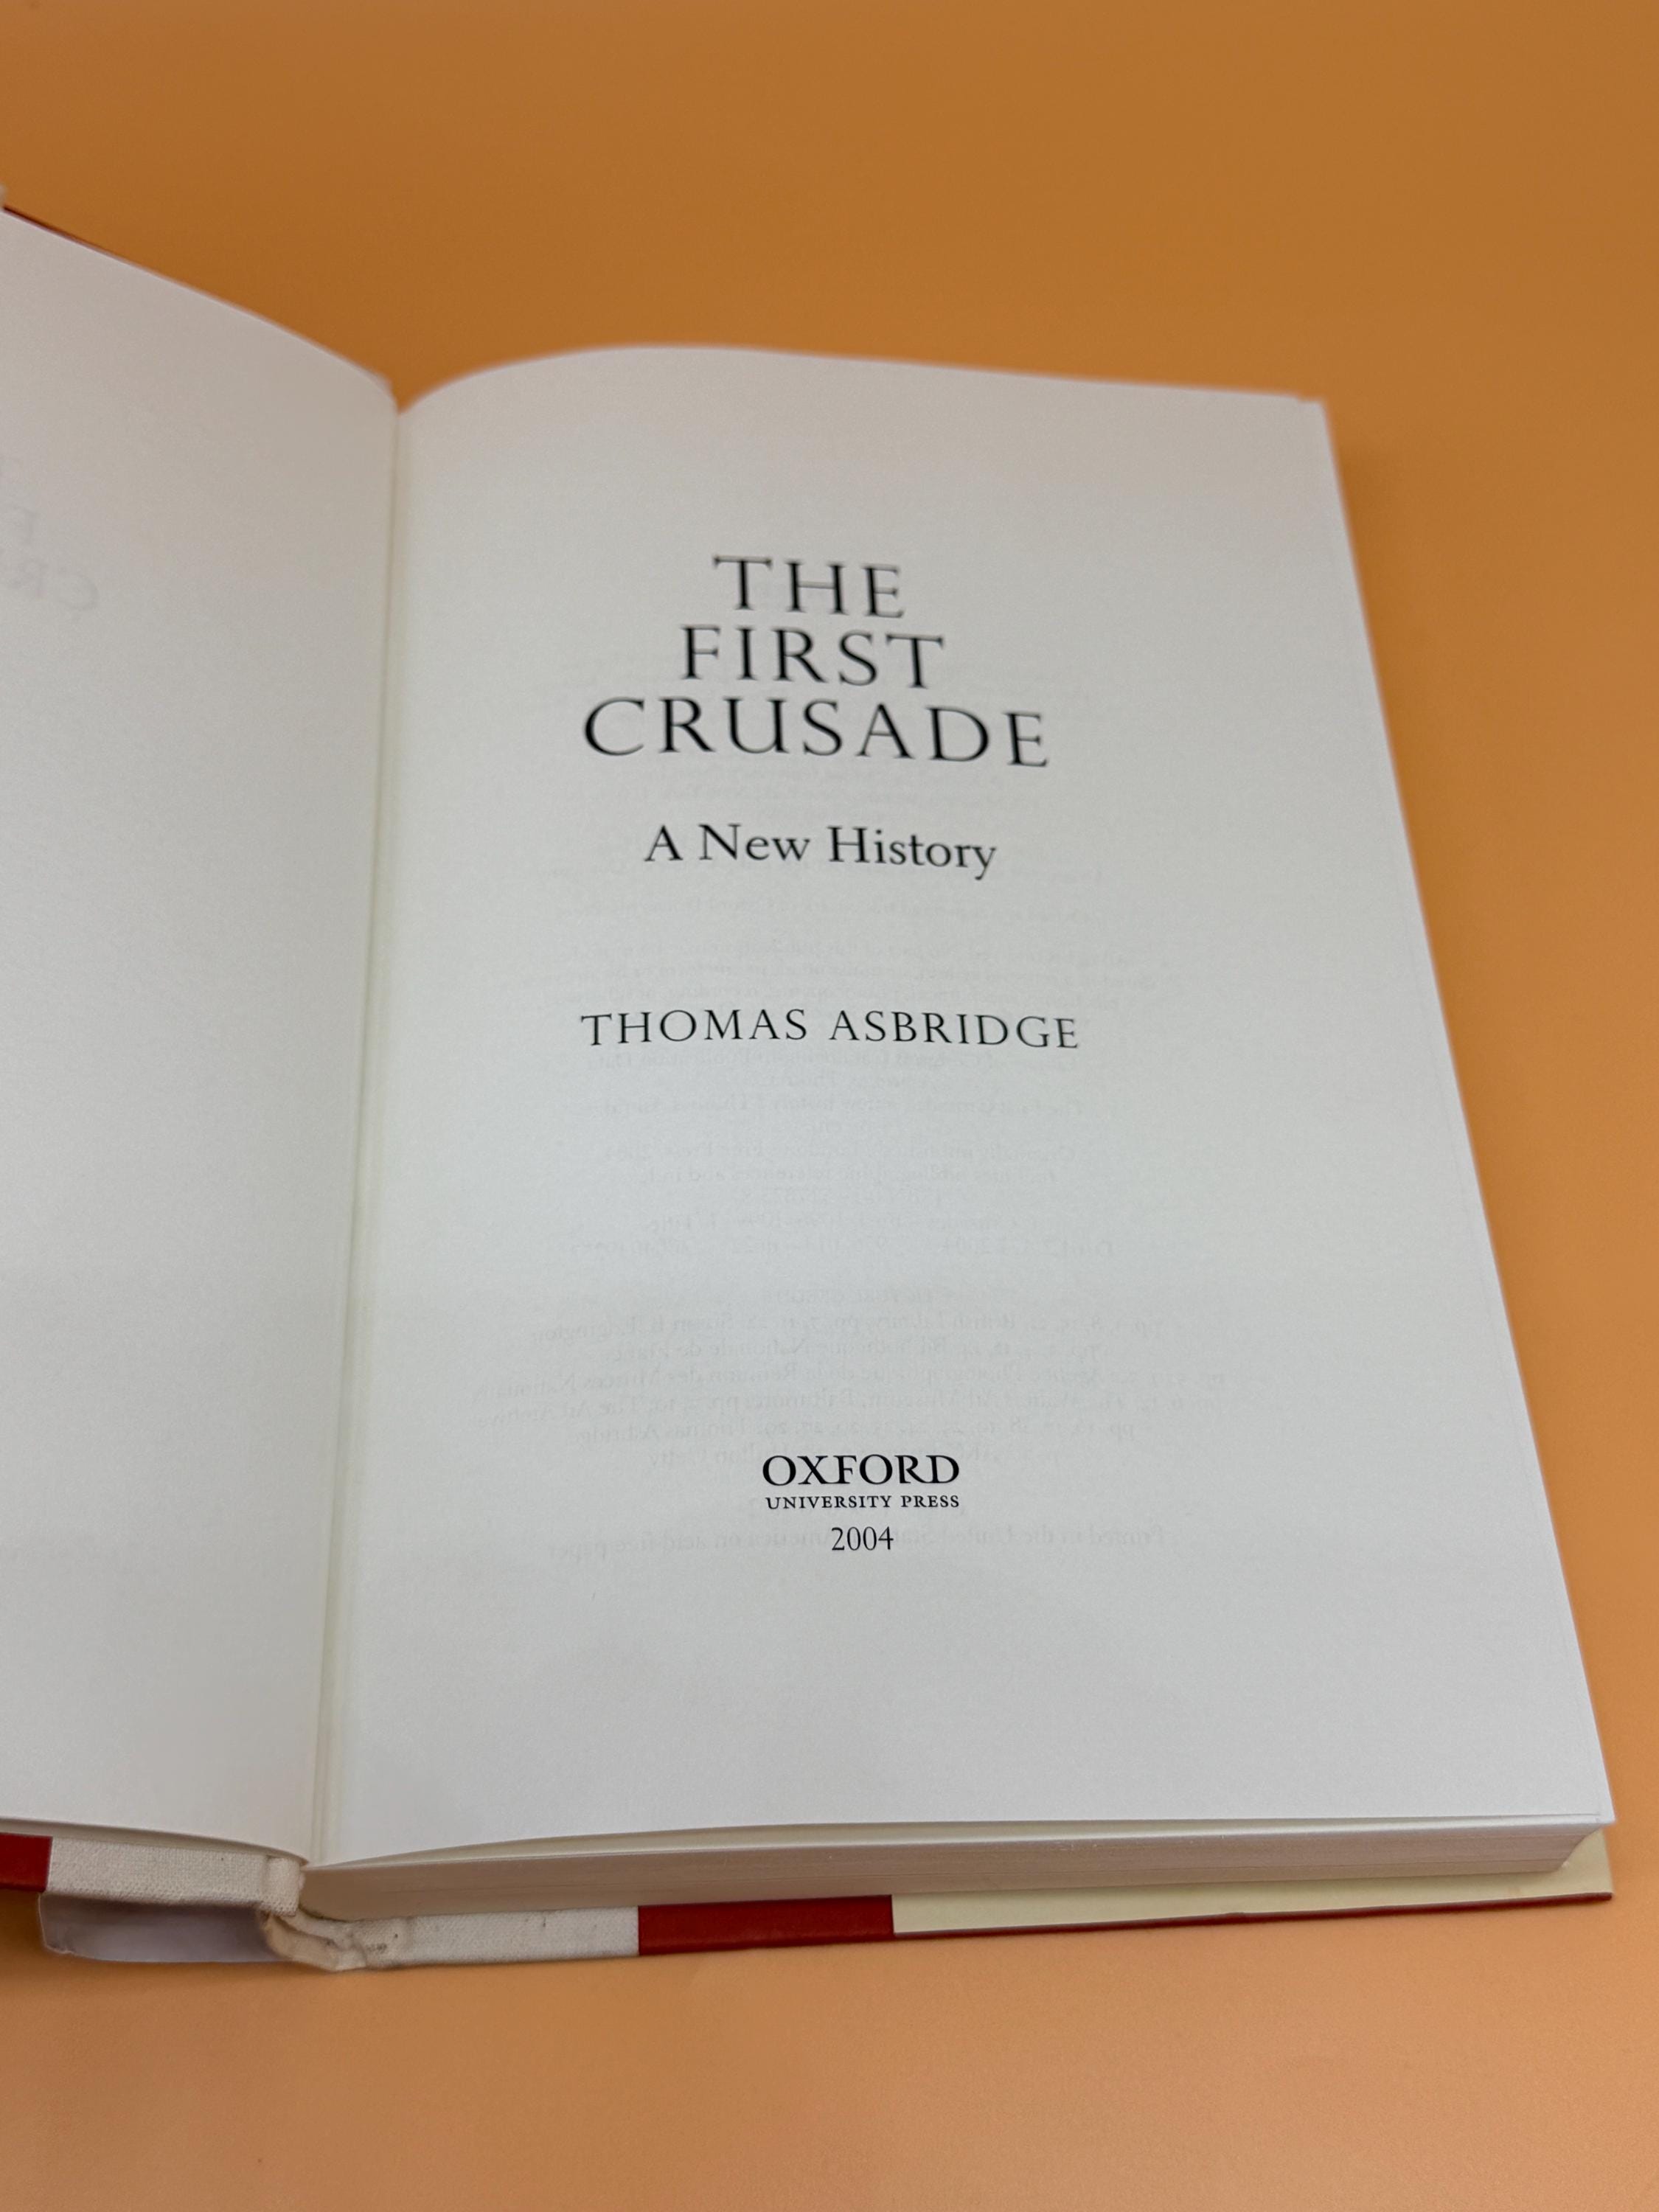 THE
FIRST
CRUSADE
A New History
THOMAS ASBRIDGE
OXFORD
UNIVERSITY PRESS
2004